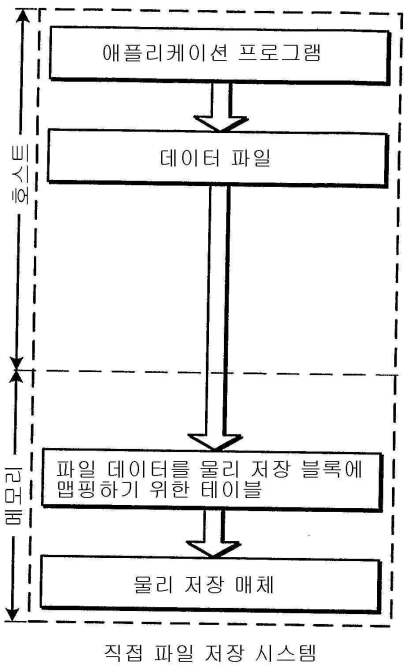 애플리케이션 프로그램
데이터 파일
호스트
파일 데이터를 물리 저장 블록에
맵핑하기 위한 테이블
메모리
물리 저장 매체
직접 파일 저장 시스템